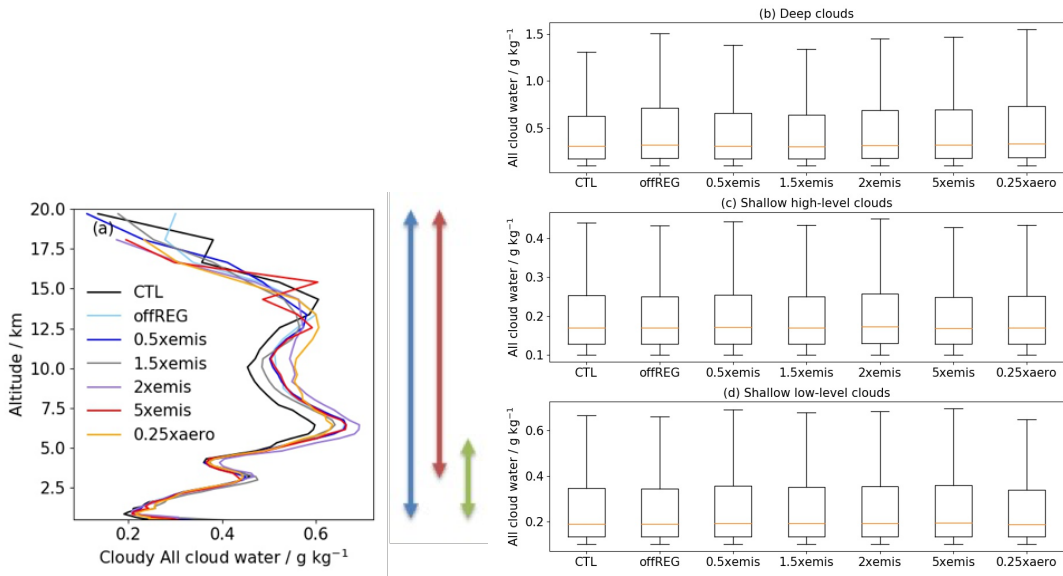 (a)
20.0
17.5
15.0
12.5
10.0
7.5
5.0
2.5
Altitude / km
CTL
offREG
0.5xemis
1.5xemis
2xemis
5xemis
0.25xaero
0.2 0.4 0.6
Cloudy All cloud water / g kg⁻¹
(b) Deep clouds
All cloud water / g kg⁻¹
1.5
1.0
0.5
CTL offREG 0.5xemis 1.5xemis 2xemis 5xemis 0.25xaero
(c) Shallow high-level clouds
All cloud water / g kg⁻¹
0.4
0.3
0.2
0.1
CTL offREG 0.5xemis 1.5xemis 2xemis 5xemis 0.25xaero
(d) Shallow low-level clouds
All cloud water / g kg⁻¹
0.6
0.4
0.2
CTL offREG 0.5xemis 1.5xemis 2xemis 5xemis 0.25xaero